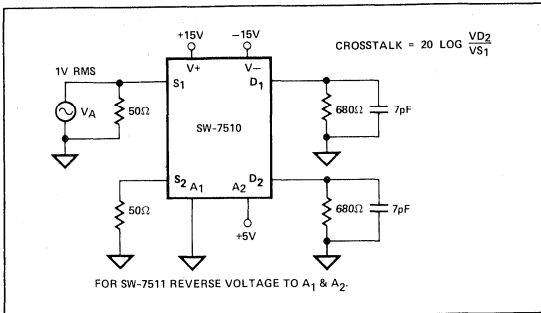 +15V
−15V
CROSSTALK = 20 LOG VD2
VS1
1V RMS
V+
V−
S1
D1
VA
50Ω
SW-7510
680Ω
7pF
S2
A1
A2
D2
50Ω
680Ω
7pF
+5V
FOR SW-7511 REVERSE VOLTAGE TO A1 & A2.